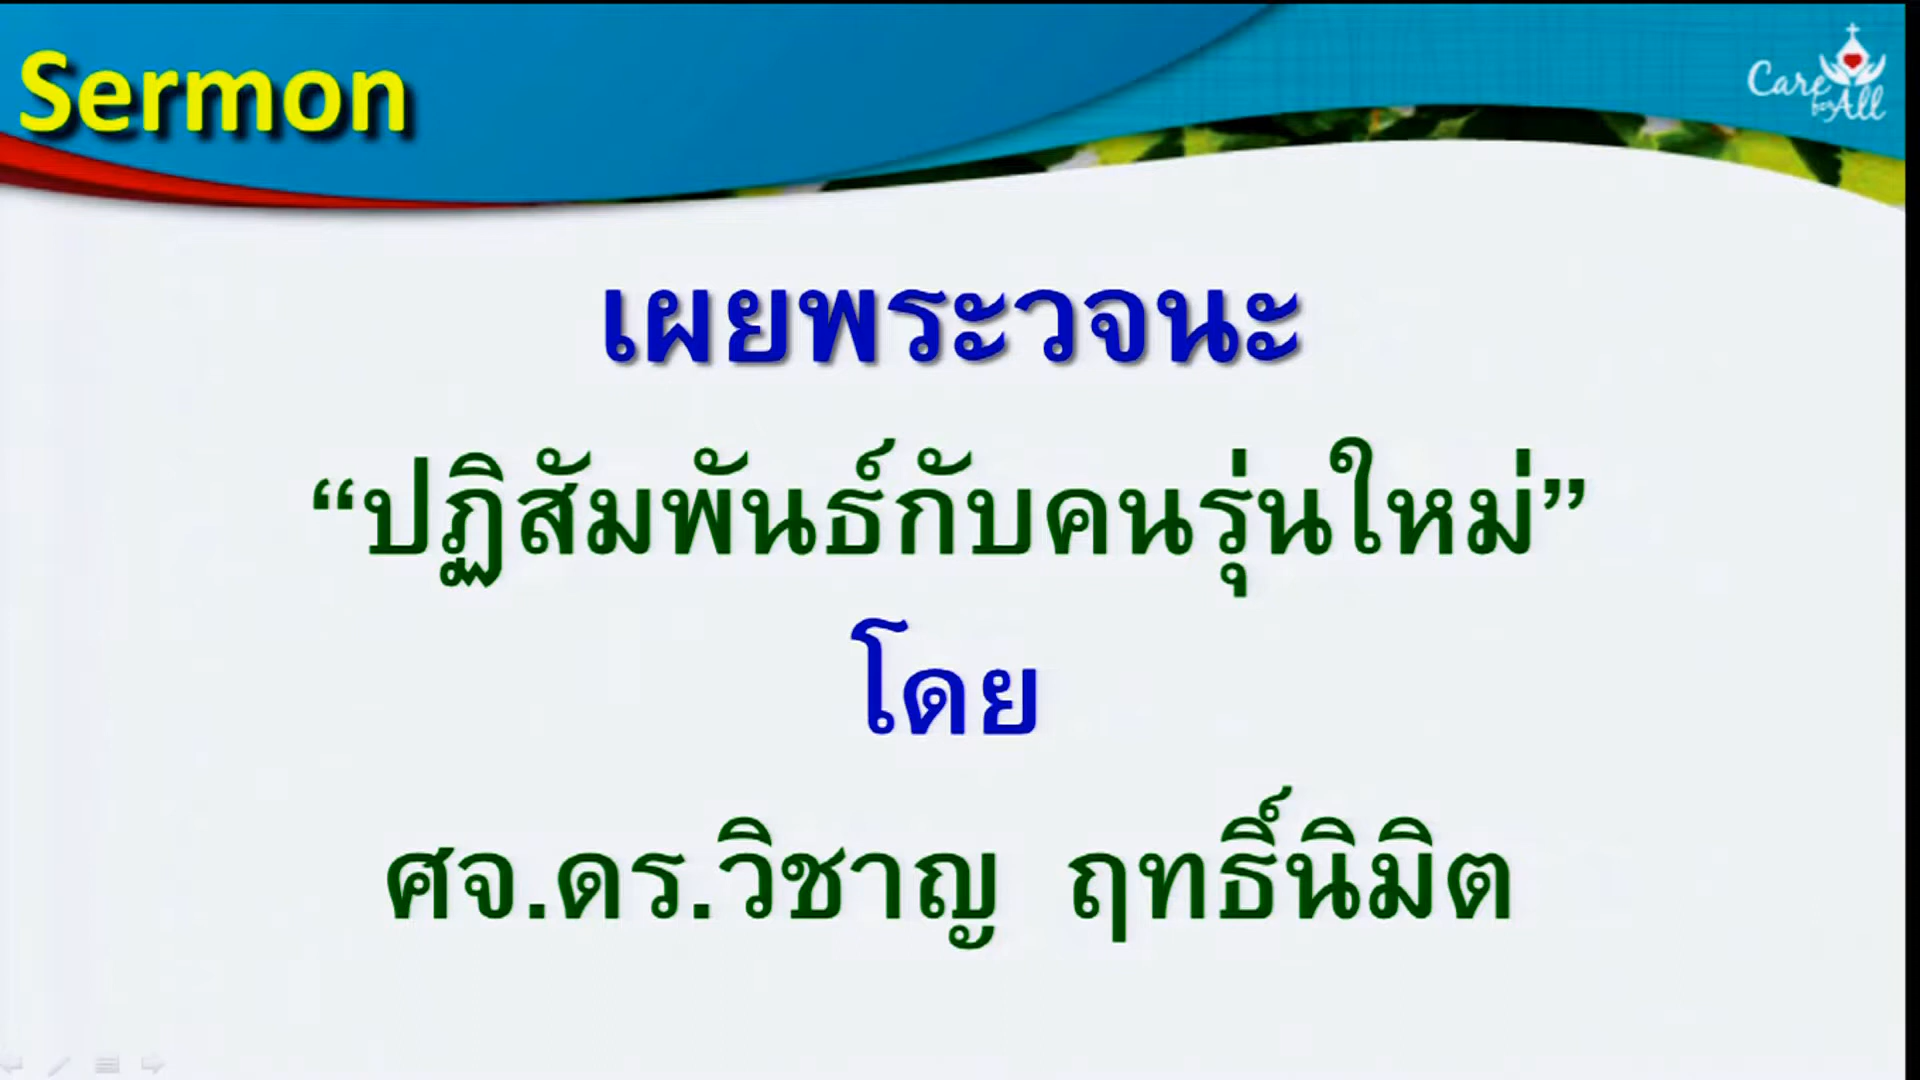 Sermon
Care for All
เผยพระวจนะ
“ปฏิสัมพันธ์กับคนรุ่นใหม่”
โดย
ศจ.ดร.วิชาญ ฤทธิ์นิมิต